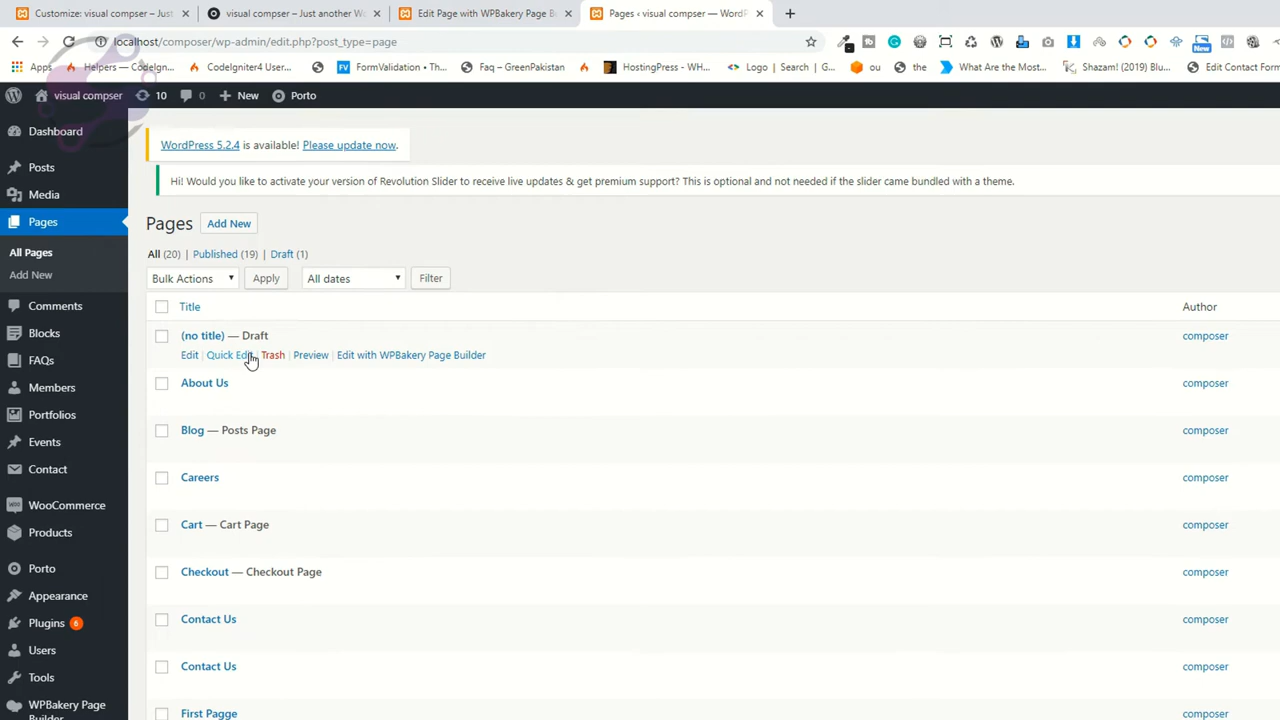 Customize: visual compser – Just
visual compser – Just another W
Edit Page with WPBakery Page B
Pages ‹ visual compser — WordP
localhost/composer/wp-admin/edit.php?post_type=page
New
Apps
Helpers — CodeIgn...
CodeIgniter4 User...
FormValidation • Th...
Faq – GreenPakistan
HostingPress - WH...
Logo | Search | G...
ou
the
What Are the Most...
Shazam! (2019) Blu...
Edit Contact Form
visual compser
10
0
New
Porto
Dashboard
Posts
Media
Pages
All Pages
Add New
Comments
Blocks
FAQs
Members
Portfolios
Events
Contact
WooCommerce
Products
Porto
Appearance
Plugins 6
Users
Tools
WPBakery Page
Builder
WordPress 5.2.4 is available! Please update now.
Hi! Would you like to activate your version of Revolution Slider to receive live updates & get premium support? This is optional and not needed if the slider came bundled with a theme.
Pages Add New
All (20) | Published (19) | Draft (1)
Bulk Actions Apply All dates Filter
Title Author
(no title) — Draft composer
Edit | Quick Edit | Trash | Preview | Edit with WPBakery Page Builder
About Us composer
Blog — Posts Page composer
Careers composer
Cart — Cart Page composer
Checkout — Checkout Page composer
Contact Us composer
Contact Us composer
First Pagge composer